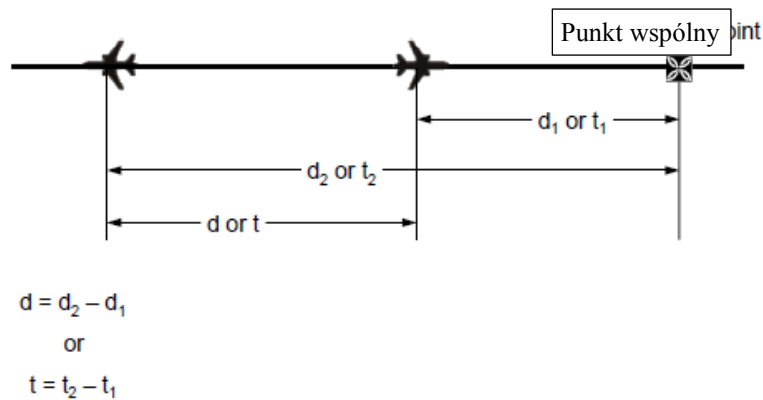 Punkt wspólny
d₁ or t₁
d₂ or t₂
d or t
d = d₂ – d₁
or
t = t₂ – t₁